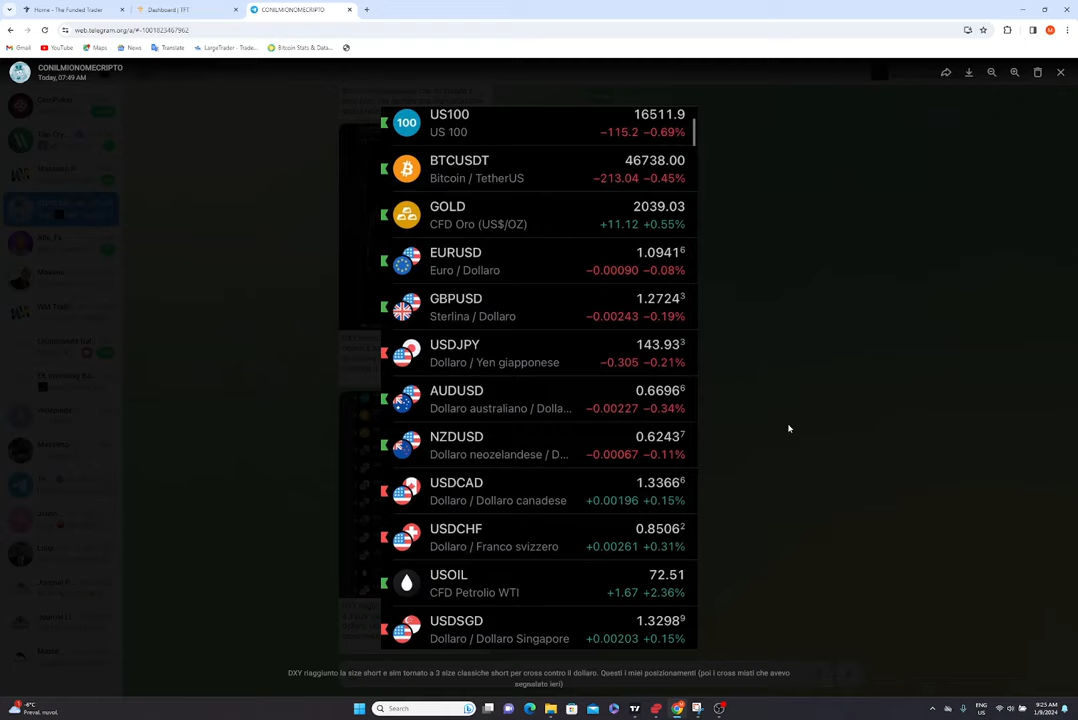 Home - The Funded Trader
Dashboard | TFT
CONILMIONOMECRIPTO
web.telegram.org/a/#-1001823467962
Gmail
YouTube
Maps
News
Translate
LargeTrader - Trade...
Bitcoin Stats & Data...
CONILMIONOMECRIPTO
Today, 07:49 AM
US100 16511.9
US 100 −115.2 −0.69%
BTCUSDT 46738.00
Bitcoin / TetherUS −213.04 −0.45%
GOLD 2039.03
CFD Oro (US$/OZ) +11.12 +0.55%
EURUSD 1.09416
Euro / Dollaro −0.00090 −0.08%
GBPUSD 1.27243
Sterlina / Dollaro −0.00243 −0.19%
USDJPY 143.933
Dollaro / Yen giapponese −0.305 −0.21%
AUDUSD 0.66966
Dollaro australiano / Dolla... −0.00227 −0.34%
NZDUSD 0.62437
Dollaro neozelandese / D... −0.00067 −0.11%
USDCAD 1.33666
Dollaro / Dollaro canadese +0.00196 +0.15%
USDCHF 0.85062
Dollaro / Franco svizzero +0.00261 +0.31%
USOIL 72.51
CFD Petrolio WTI +1.67 +2.36%
USDSGD 1.32989
Dollaro / Dollaro Singapore +0.00203 +0.15%
DXY riaggiunto la size short e sim tornato a 3 size classiche short per cross contro il dollaro. Questi i miei posizionamenti (poi i cross misti che avevo
segnalato ieri)
-6°C
Preval. nuvol.
Search
ENG
US
9:25 AM
1/9/2024